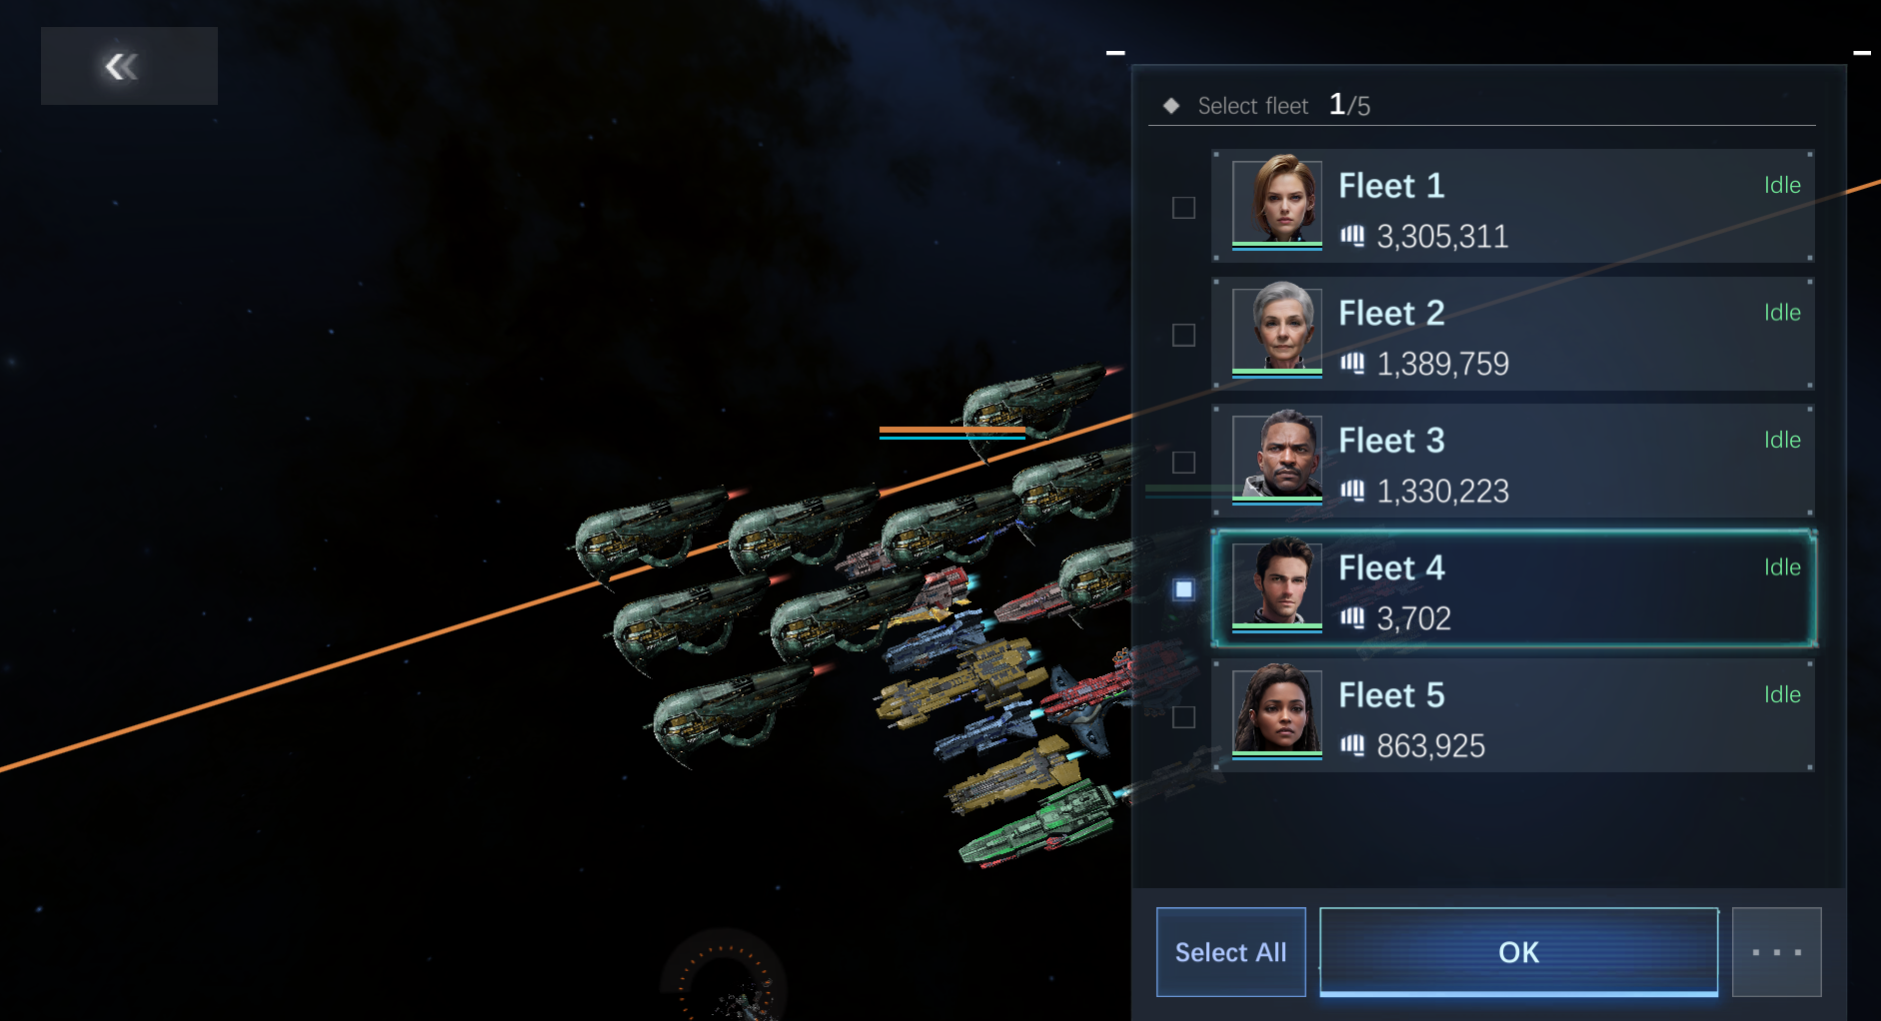 Select fleet 1/5
Fleet 1
Idle
3,305,311
Fleet 2
Idle
1,389,759
Fleet 3
Idle
1,330,223
Fleet 4
Idle
3,702
Fleet 5
Idle
863,925
Select All
OK
...